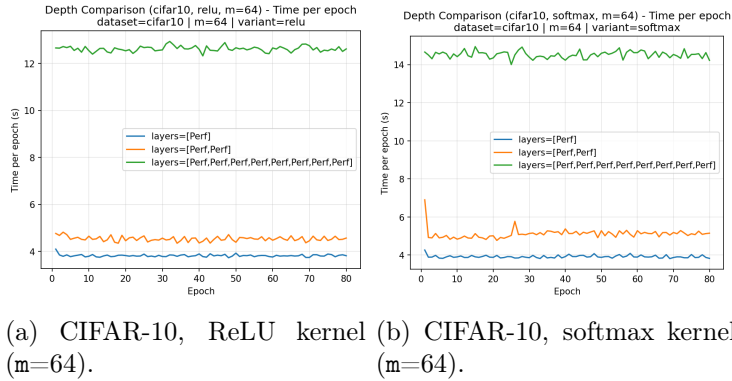 Depth Comparison (cifar10, relu, m=64) - Time per epoch
dataset=cifar10 | m=64 | variant=relu
Time per epoch (s)
12
10
8
6
4
layers=[Perf]
layers=[Perf,Perf]
layers=[Perf,Perf,Perf,Perf,Perf,Perf,Perf,Perf]
0 10 20 30 40 50 60 70 80
Epoch
Depth Comparison (cifar10, softmax, m=64) - Time per epoch
dataset=cifar10 | m=64 | variant=softmax
Time per epoch (s)
14
12
10
8
6
4
layers=[Perf]
layers=[Perf,Perf]
layers=[Perf,Perf,Perf,Perf,Perf,Perf,Perf,Perf]
0 10 20 30 40 50 60 70 80
Epoch
(a) CIFAR-10, ReLU kernel
(m=64).
(b) CIFAR-10, softmax kernel
(m=64).